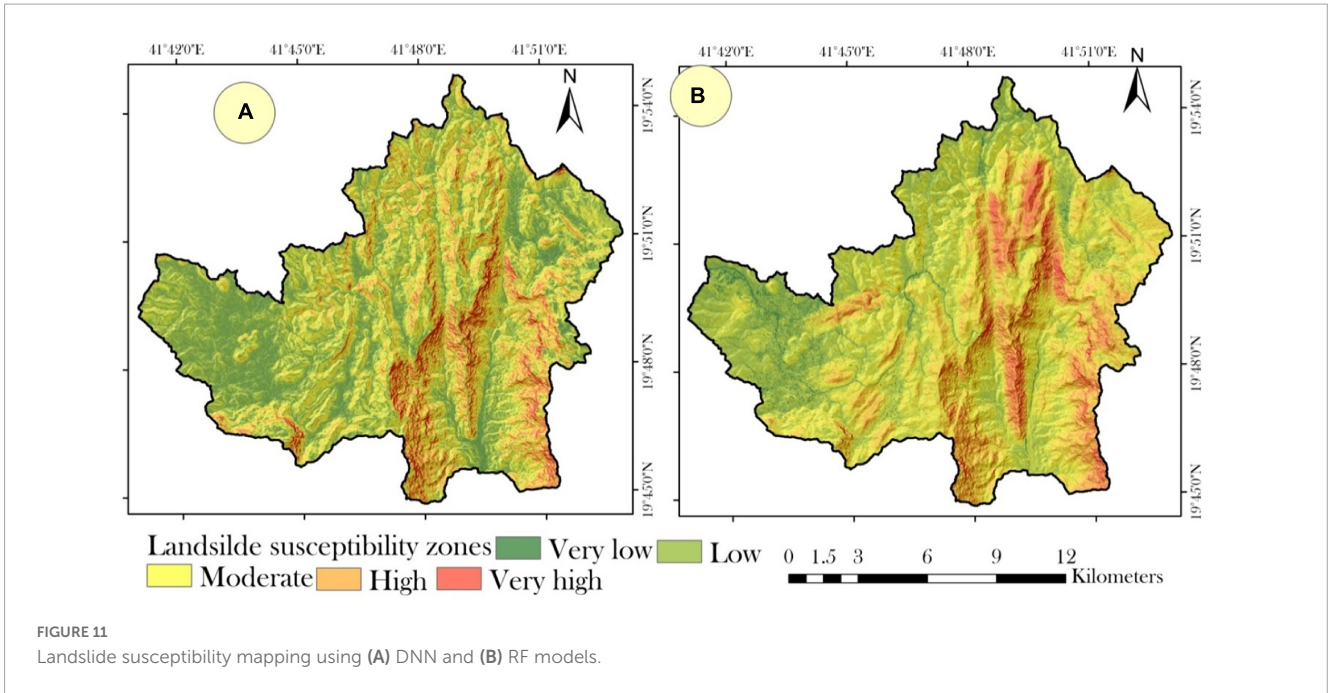 41°42'0"E 41°45'0"E 41°48'0"E 41°51'0"E
A
N
19°54'0"N
19°51'0"N
19°48'0"N
19°45'0"N
41°42'0"E 41°45'0"E 41°48'0"E 41°51'0"E
B
N
19°54'0"N
19°51'0"N
19°48'0"N
19°45'0"N
Landsilde susceptibility zones Very low Low
Moderate High Very high
0 1.5 3 6 9 12
Kilometers
FIGURE 11
Landslide susceptibility mapping using (A) DNN and (B) RF models.